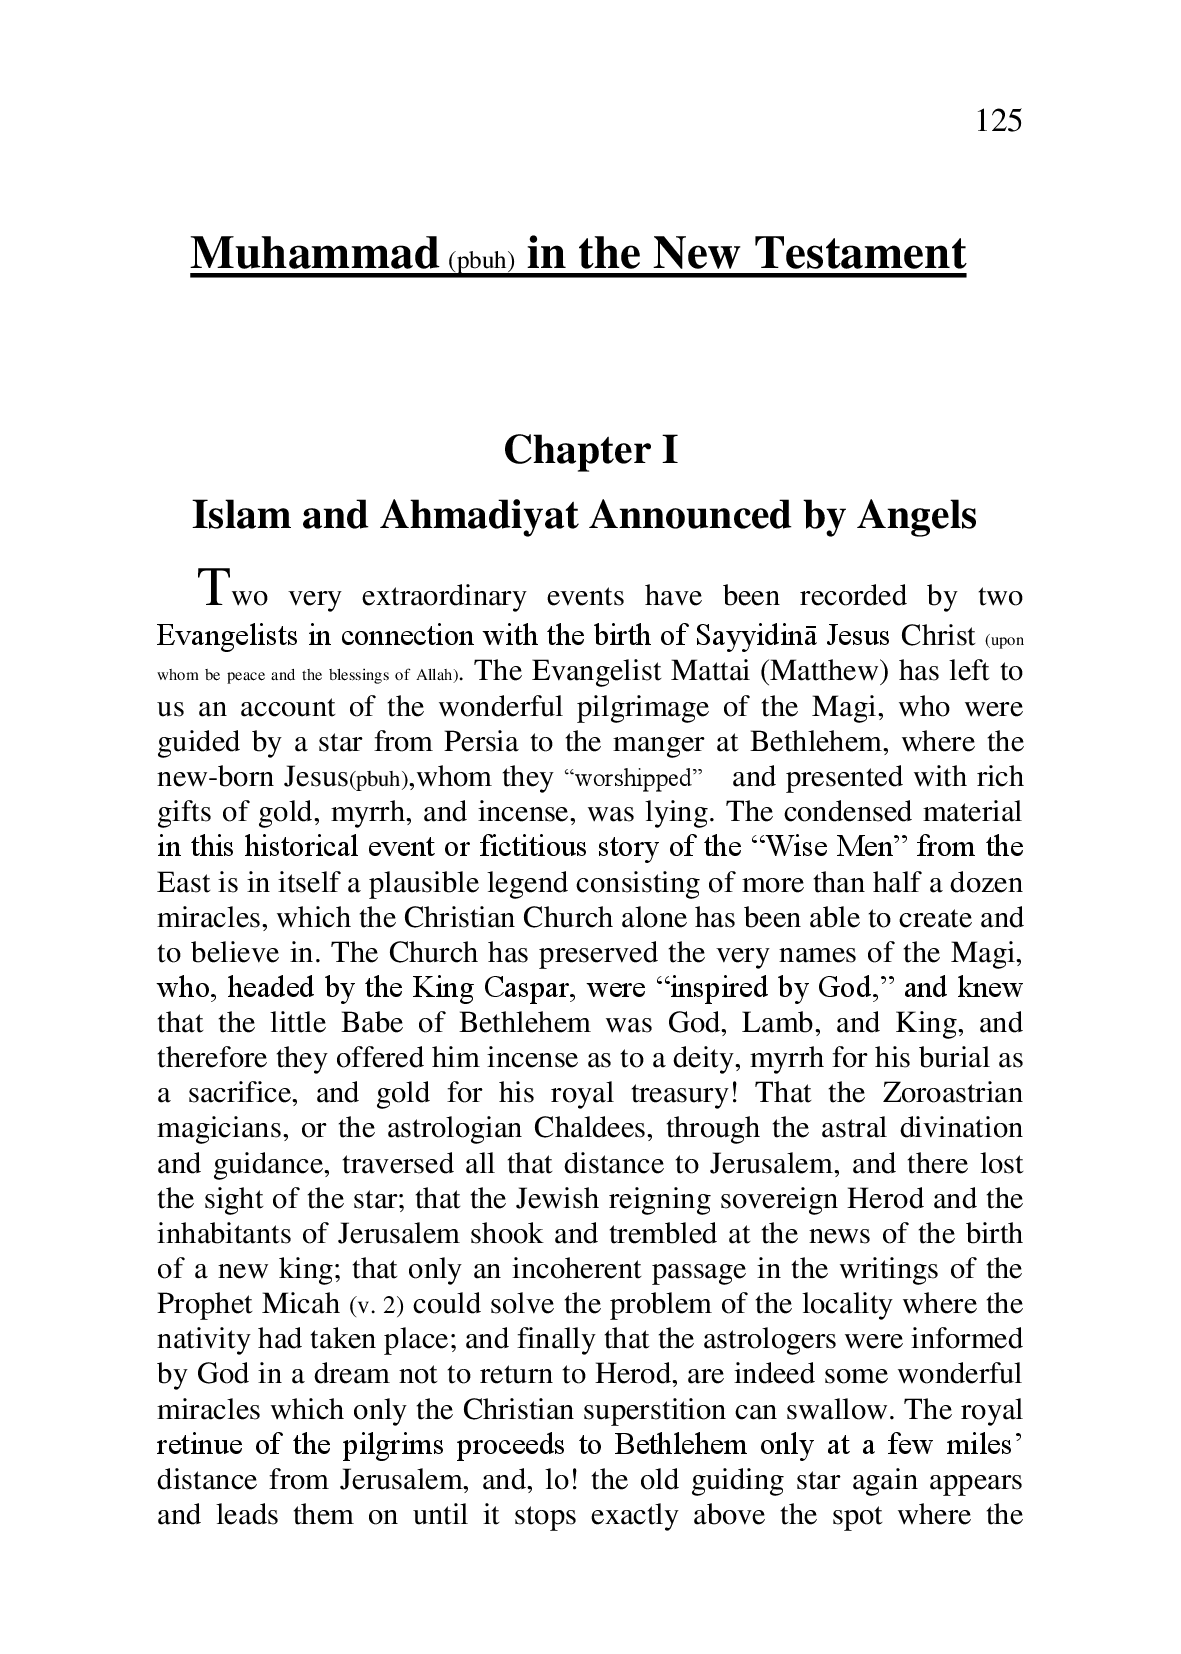 125
Muhammad (pbuh) in the New Testament
Chapter I
Islam and Ahmadiyat Announced by Angels
Two very extraordinary events have been recorded by two
Evangelists in connection with the birth of Sayyidinā Jesus Christ (upon
whom be peace and the blessings of Allah). The Evangelist Mattai (Matthew) has left to
us an account of the wonderful pilgrimage of the Magi, who were
guided by a star from Persia to the manger at Bethlehem, where the
new-born Jesus(pbuh),whom they “worshipped” and presented with rich
gifts of gold, myrrh, and incense, was lying. The condensed material
in this historical event or fictitious story of the “Wise Men” from the
East is in itself a plausible legend consisting of more than half a dozen
miracles, which the Christian Church alone has been able to create and
to believe in. The Church has preserved the very names of the Magi,
who, headed by the King Caspar, were “inspired by God,” and knew
that the little Babe of Bethlehem was God, Lamb, and King, and
therefore they offered him incense as to a deity, myrrh for his burial as
a sacrifice, and gold for his royal treasury! That the Zoroastrian
magicians, or the astrologian Chaldees, through the astral divination
and guidance, traversed all that distance to Jerusalem, and there lost
the sight of the star; that the Jewish reigning sovereign Herod and the
inhabitants of Jerusalem shook and trembled at the news of the birth
of a new king; that only an incoherent passage in the writings of the
Prophet Micah (v. 2) could solve the problem of the locality where the
nativity had taken place; and finally that the astrologers were informed
by God in a dream not to return to Herod, are indeed some wonderful
miracles which only the Christian superstition can swallow. The royal
retinue of the pilgrims proceeds to Bethlehem only at a few miles’
distance from Jerusalem, and, lo! the old guiding star again appears
and leads them on until it stops exactly above the spot where the